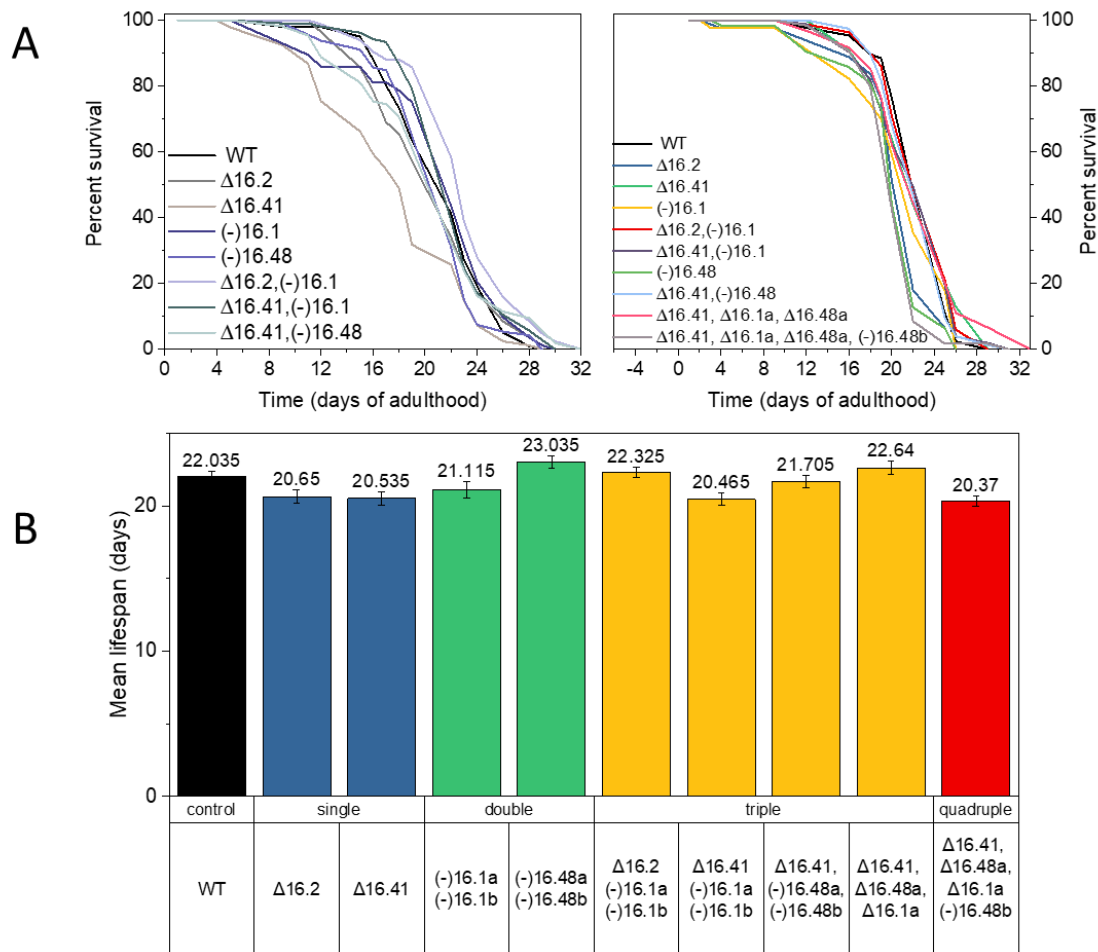 A
Percent survival
100
80
60
40
20
0
WT
Δ16.2
Δ16.41
(-)16.1
(-)16.48
Δ16.2,(-)16.1
Δ16.41,(-)16.1
Δ16.41,(-)16.48
0 4 8 12 16 20 24 28 32
Time (days of adulthood)
WT
Δ16.2
Δ16.41
(-)16.1
Δ16.2,(-)16.1
Δ16.41,(-)16.1
(-)16.48
Δ16.41,(-)16.48
Δ16.41, Δ16.1a, Δ16.48a
Δ16.41, Δ16.1a, Δ16.48a, (-)16.48b
-4 0 4 8 12 16 20 24 28 32
Time (days of adulthood)
100
80
60
40
20
0
Percent survival
B
Mean lifespan (days)
20
10
0
22.035 20.65 20.535 21.115 23.035 22.325 20.465 21.705 22.64 20.37
control single double triple quadruple
WT
Δ16.2
Δ16.41
(-)16.1a
(-)16.1b
(-)16.48a
(-)16.48b
Δ16.2
(-)16.1a
(-)16.1b
Δ16.41
(-)16.1a
(-)16.1b
Δ16.41,
(-)16.48a,
(-)16.48b
Δ16.41,
Δ16.48a,
Δ16.1a
Δ16.41,
Δ16.48a,
Δ16.1a
(-)16.48b